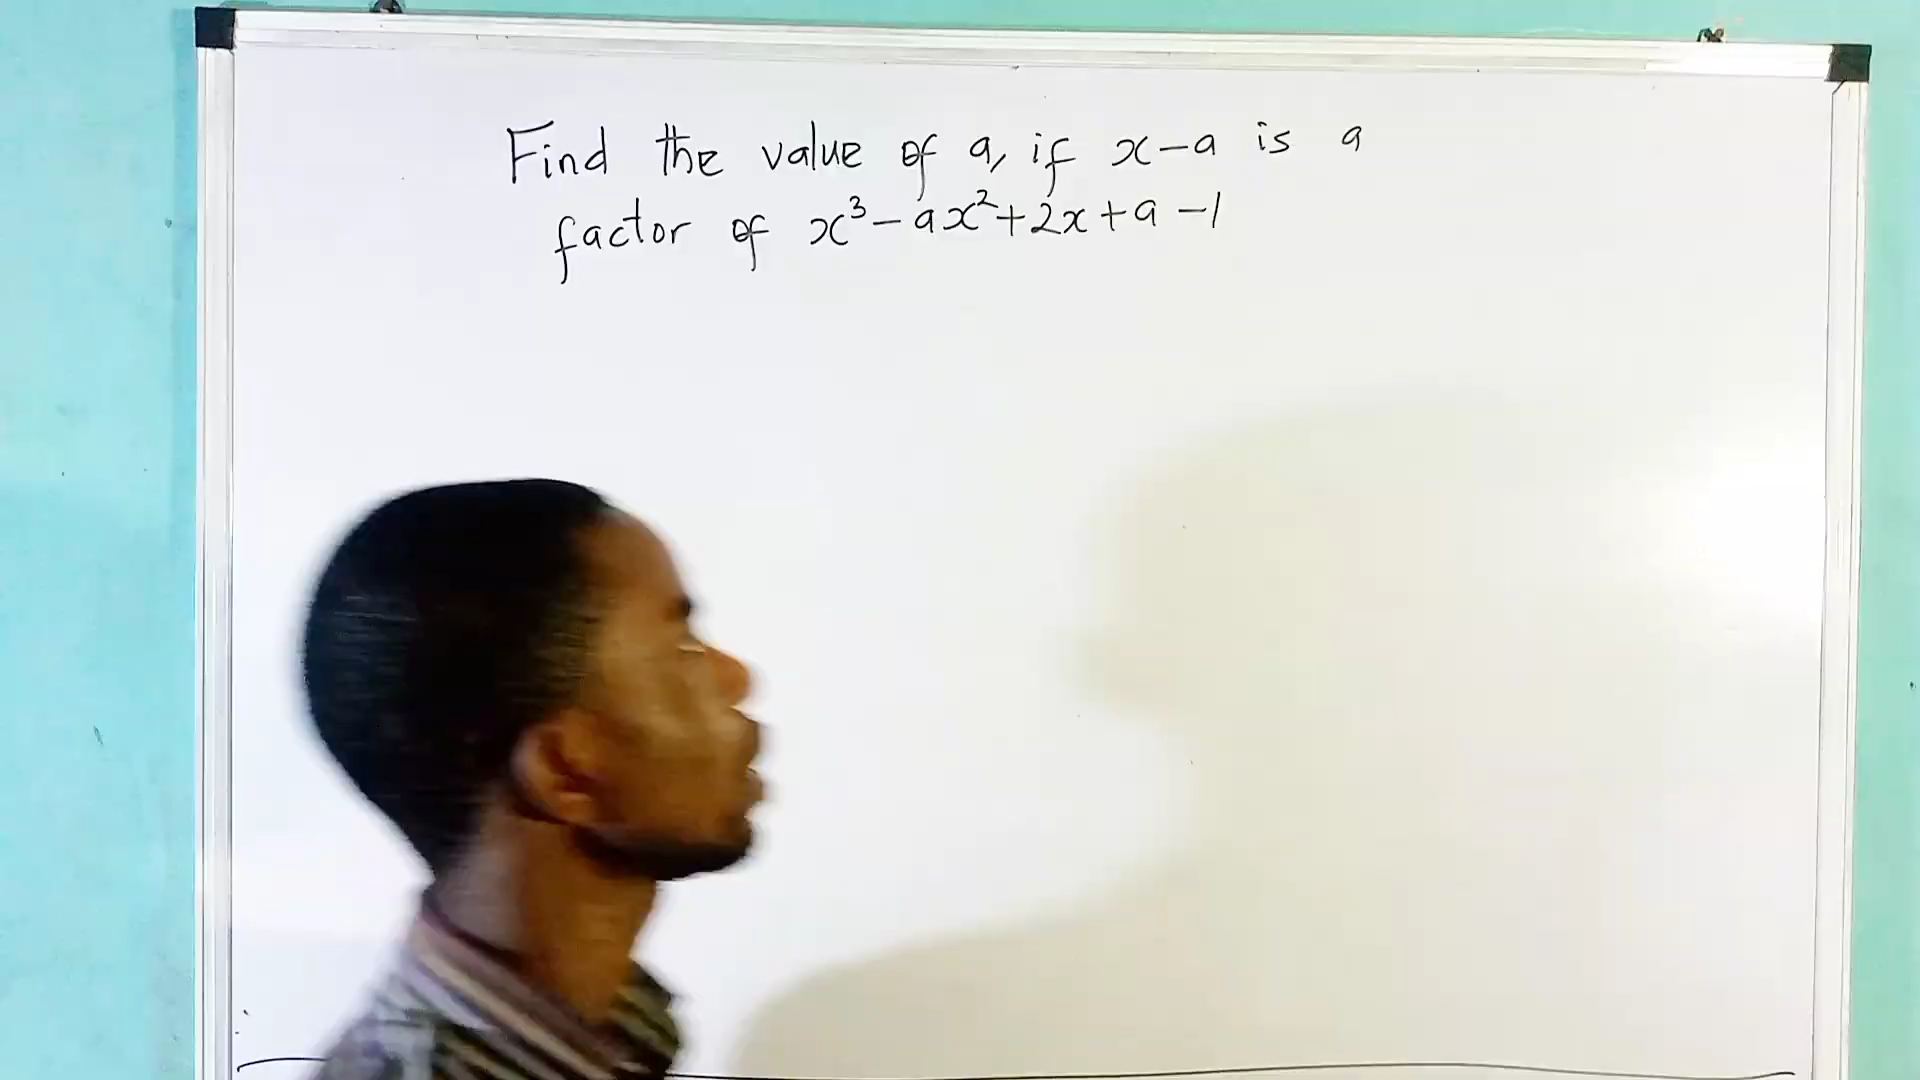 Find the value of a, if x-a is a
factor of x³-ax²+2x+a-1